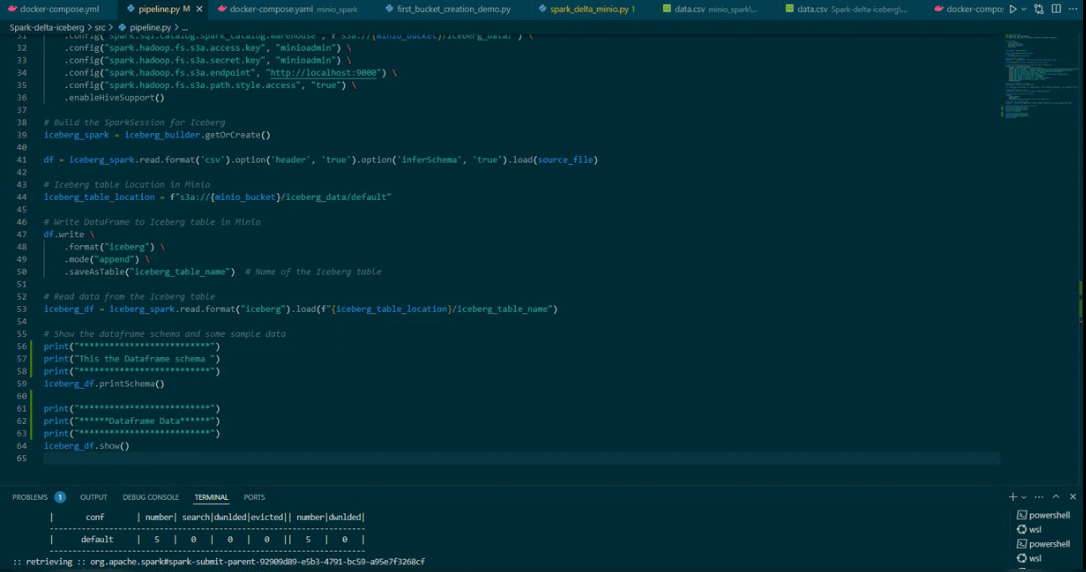 docker-compose.yml pipeline.py M docker-compose.yaml minio_spark first_bucket_creation_demo.py spark_delta_minio.py 1 data.csv minio_spark\... data.csv Spark-delta-iceberg\... docker-compo:
Spark-delta-iceberg > src > pipeline.py > ...
31 .config("spark.sql.catalog.spark_catalog.warehouse", f"s3a://{minio_bucket}/iceberg_data/") \
32 .config("spark.hadoop.fs.s3a.access.key", "minioadmin") \
33 .config("spark.hadoop.fs.s3a.secret.key", "minioadmin") \
34 .config("spark.hadoop.fs.s3a.endpoint", "http://localhost:9000") \
35 .config("spark.hadoop.fs.s3a.path.style.access", "true") \
36 .enableHiveSupport()
37
38 # Build the SparkSession for Iceberg
39 iceberg_spark = iceberg_builder.getOrCreate()
40
41 df = iceberg_spark.read.format('csv').option('header', 'true').option('inferSchema', 'true').load(source_file)
42
43 # Iceberg table location in Minio
44 iceberg_table_location = f"s3a://{minio_bucket}/iceberg_data/default"
45
46 # Write DataFrame to Iceberg table in Minio
47 df.write \
48 .format("iceberg") \
49 .mode("append") \
50 .saveAsTable("iceberg_table_name") # Name of the Iceberg table
51
52 # Read data from the Iceberg table
53 iceberg_df = iceberg_spark.read.format("iceberg").load(f"{iceberg_table_location}/iceberg_table_name")
54
55 # Show the dataframe schema and some sample data
56 print("**************************")
57 print("This the Dataframe schema ")
58 print("**************************")
59 iceberg_df.printSchema()
60
61 print("**************************")
62 print("******Dataframe Data******")
63 print("**************************")
64 iceberg_df.show()
65
PROBLEMS 1 OUTPUT DEBUG CONSOLE TERMINAL PORTS
| conf | number| search|dwnlded|evicted|| number|dwnlded|
---------------------------------------------------------------------
| default | 5 | 0 | 0 | 0 || 5 | 0 |
---------------------------------------------------------------------
:: retrieving :: org.apache.spark#spark-submit-parent-92909d89-e5b3-4791-bc59-a95e7f3268cf
powershell
wsl
powershell
wsl